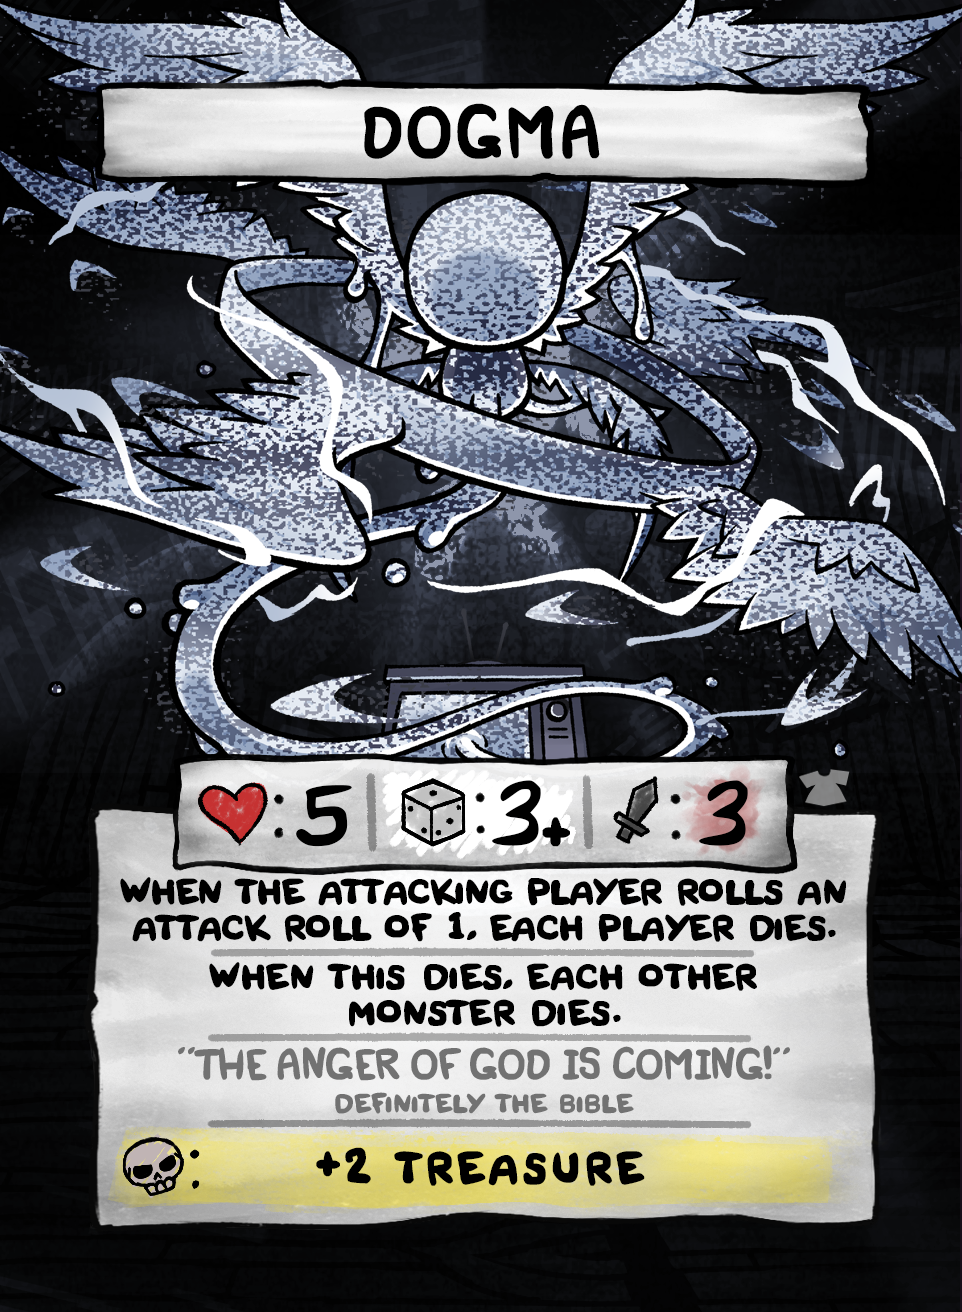 DOGMA
: 5 : 3+ : 3
WHEN THE ATTACKING PLAYER ROLLS AN
ATTACK ROLL OF 1, EACH PLAYER DIES.
WHEN THIS DIES, EACH OTHER
MONSTER DIES.
"THE ANGER OF GOD IS COMING!"
DEFINITELY THE BIBLE
: +2 TREASURE